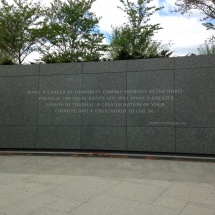 MAKE A CAREER OF HUMANITY. COMMIT YOURSELF TO THE NOBLE
STRUGGLE FOR EQUAL RIGHTS. YOU WILL MAKE A GREATER
PERSON OF YOURSELF, A GREATER NATION OF YOUR
COUNTRY, AND A FINER WORLD TO LIVE IN.